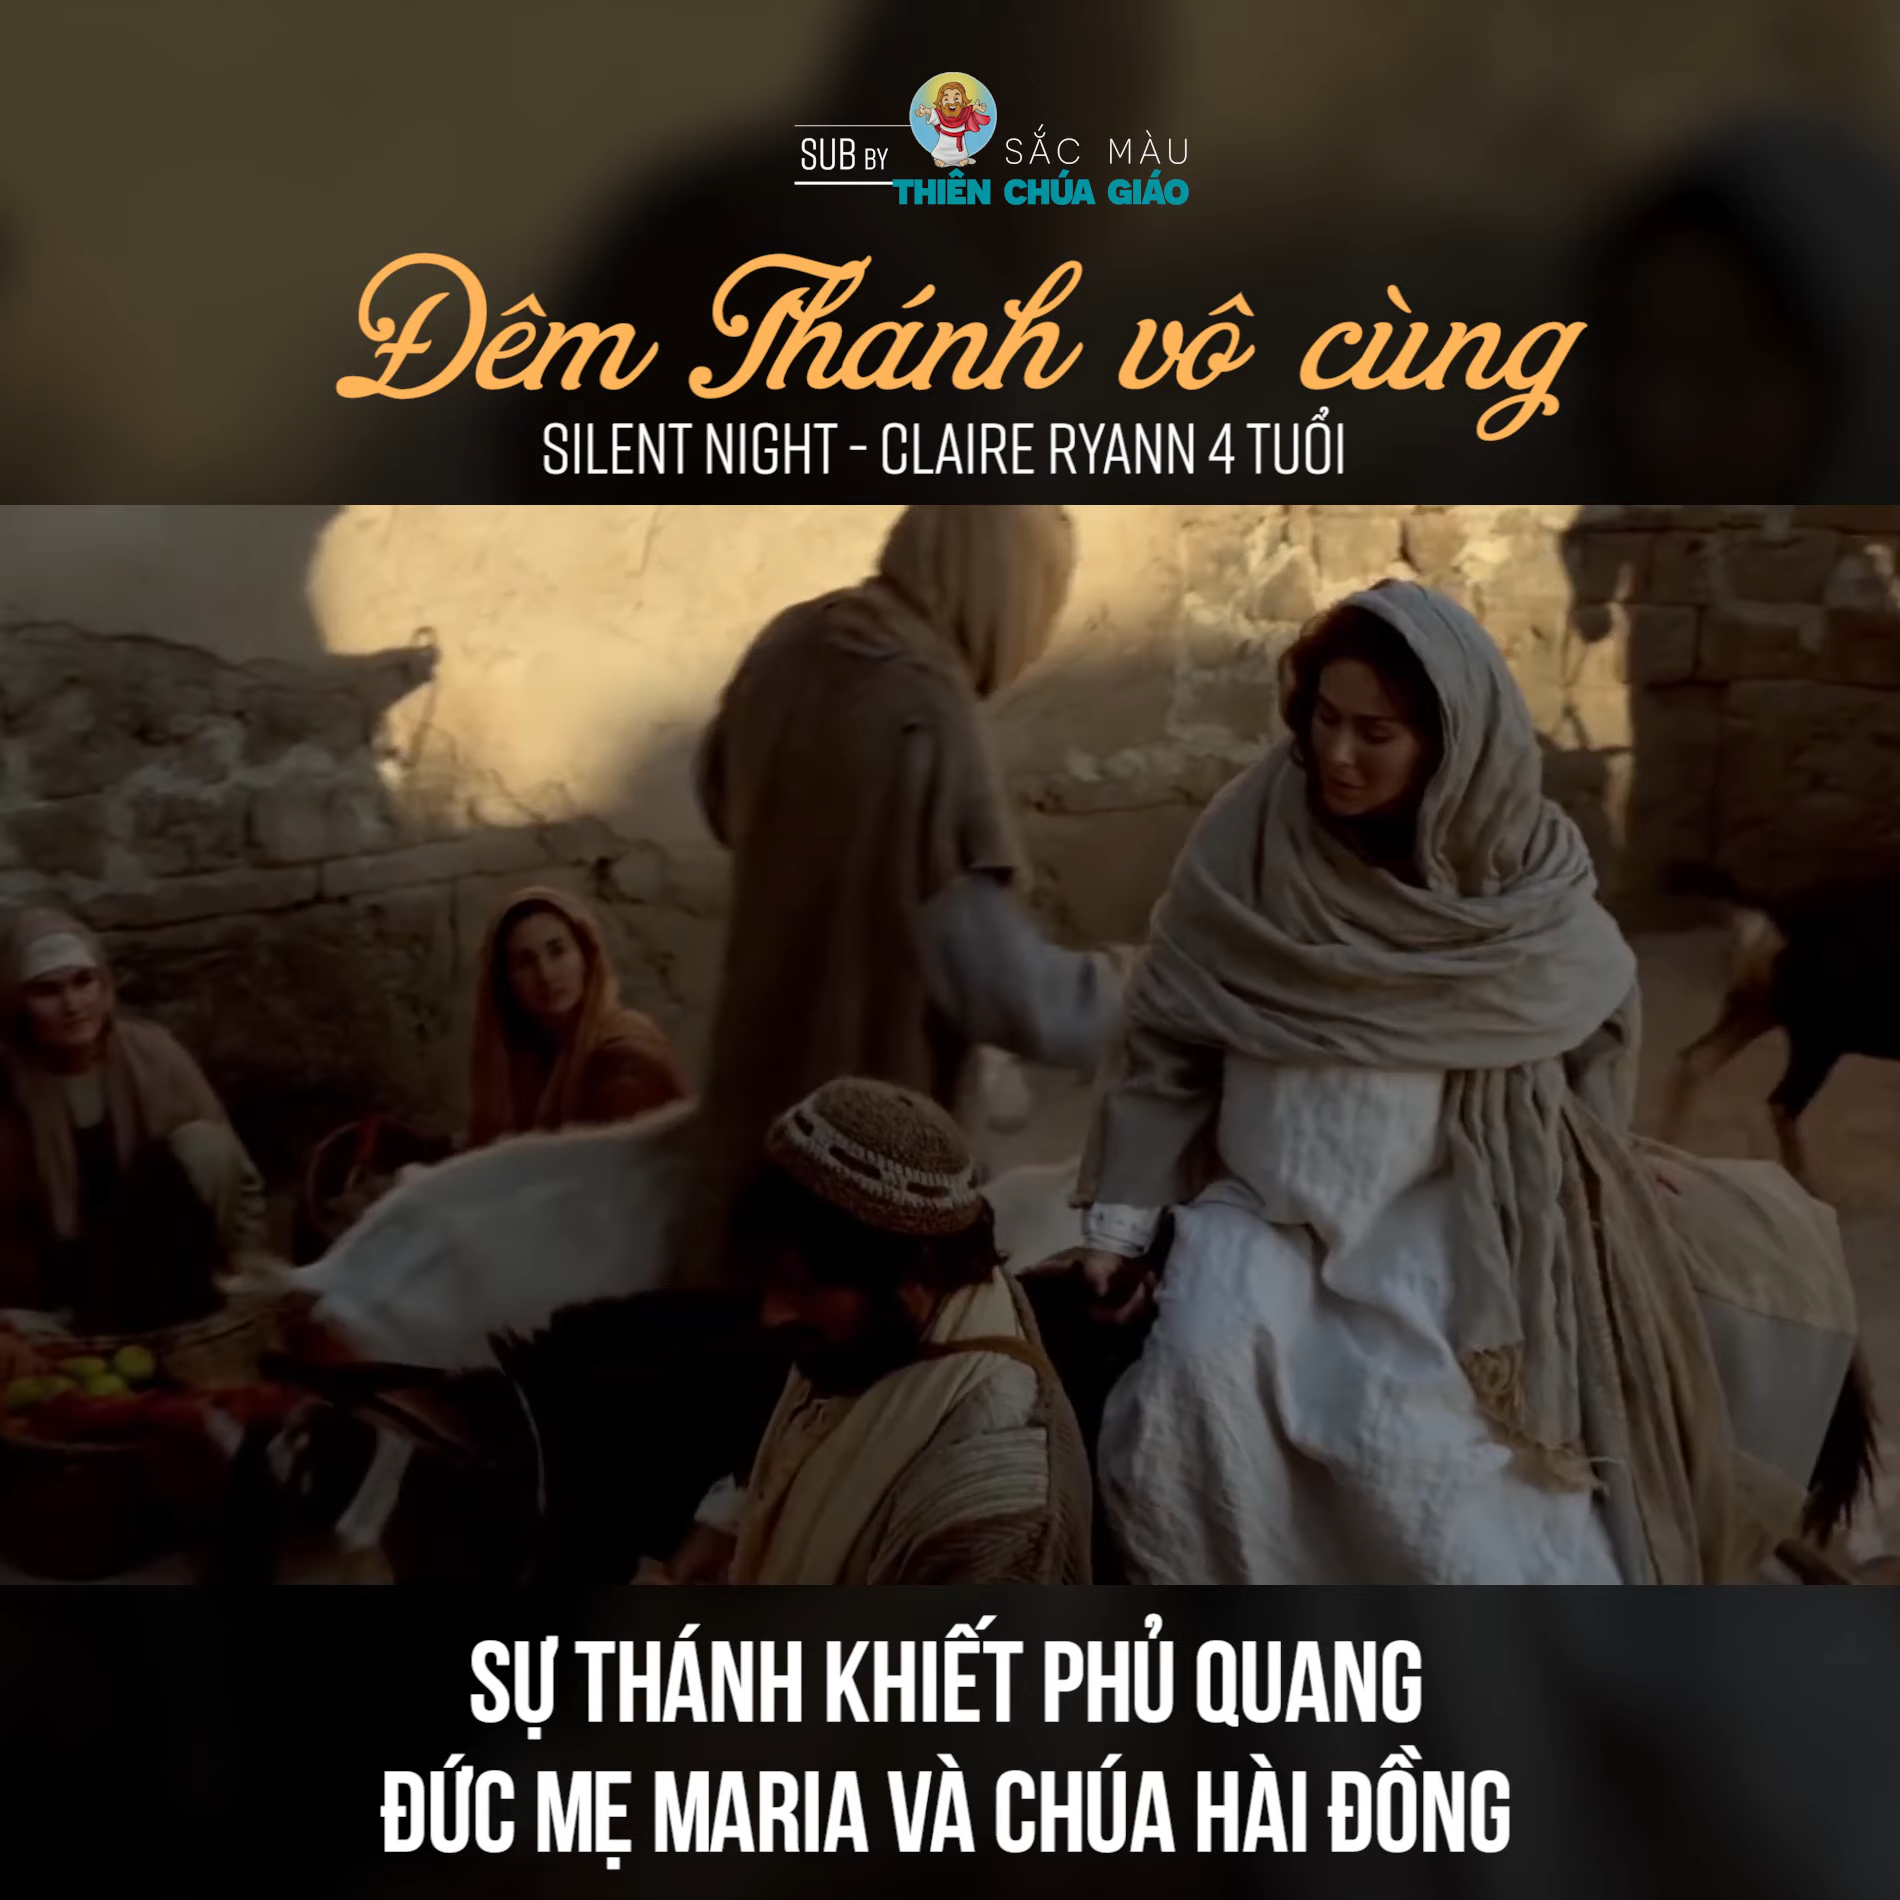 SUB BY
SẮC MÀU
THIÊN CHÚA GIÁO
Đêm Thánh vô cùng
SILENT NIGHT - CLAIRE RYANN 4 TUỔI
SỰ THÁNH KHIẾT PHỦ QUANG
ĐỨC MẸ MARIA VÀ CHÚA HÀI ĐỒNG